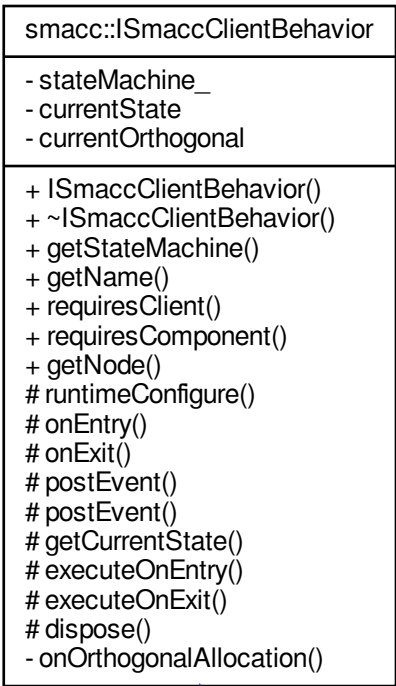 smacc::ISmaccClientBehavior
- stateMachine_
- currentState
- currentOrthogonal
+ ISmaccClientBehavior()
+ ~ISmaccClientBehavior()
+ getStateMachine()
+ getName()
+ requiresClient()
+ requiresComponent()
+ getNode()
# runtimeConfigure()
# onEntry()
# onExit()
# postEvent()
# postEvent()
# getCurrentState()
# executeOnEntry()
# executeOnExit()
# dispose()
- onOrthogonalAllocation()